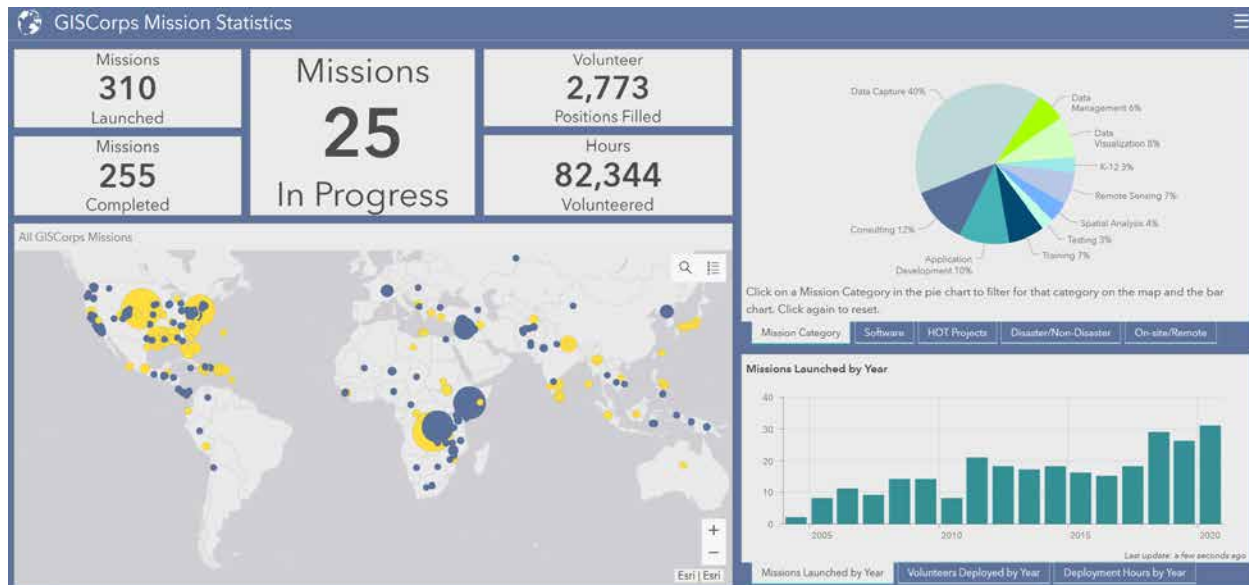 GISCorps Mission Statistics
Missions
310
Launched
Missions
255
Completed
Missions
25
In Progress
Volunteer
2,773
Positions Filled
Hours
82,344
Volunteered
All GISCorps Missions
+
−
Esri | Esri
Data Capture 40%
Data
Management 6%
Data
Visualization 8%
K-12 3%
Remote Sensing 7%
Spatial Analysis 4%
Testing 3%
Training 7%
Application
Development 10%
Consulting 12%
Click on a Mission Category in the pie chart to filter for that category on the map and the bar
chart. Click again to reset.
Mission Category Software HOT Projects Disaster/Non-Disaster On-site/Remote
Missions Launched by Year
40
30
20
10
0
2005 2010 2015 2020
Last update: a few seconds ago
Missions Launched by Year Volunteers Deployed by Year Deployment Hours by Year